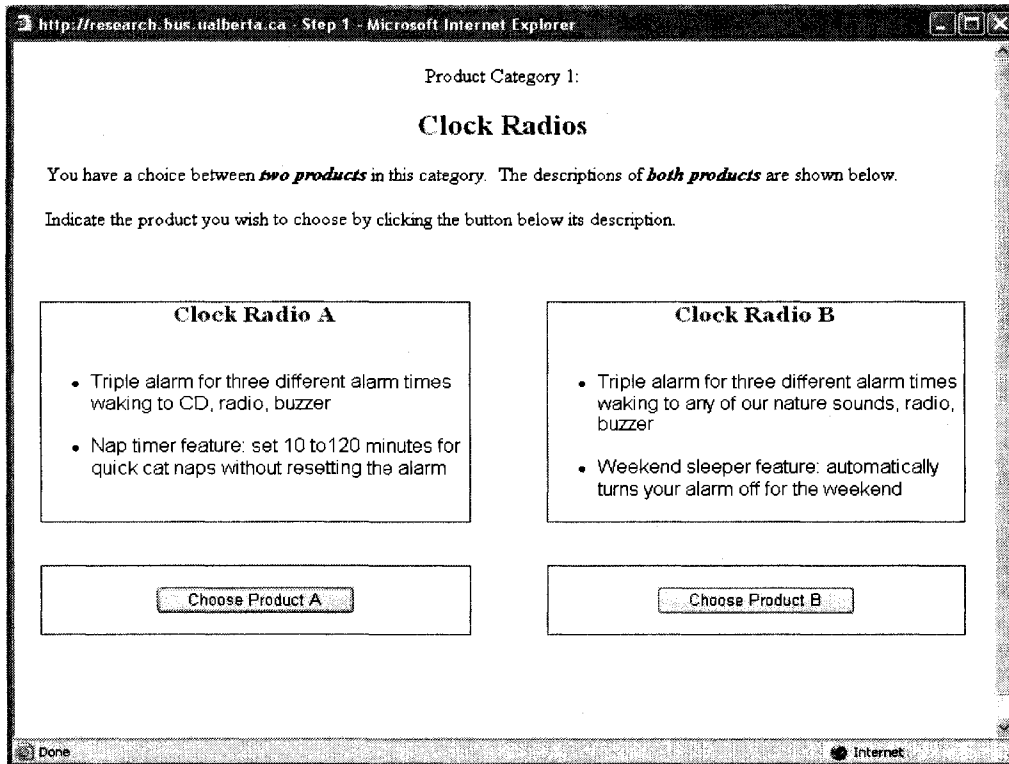 http://research.bus.ualberta.ca - Step 1 - Microsoft Internet Explorer
Product Category 1:
Clock Radios
You have a choice between two products in this category. The descriptions of both products are shown below.
Indicate the product you wish to choose by clicking the button below its description.
Clock Radio A
• Triple alarm for three different alarm times
waking to CD, radio, buzzer
• Nap timer feature: set 10 to120 minutes for
quick cat naps without resetting the alarm
Choose Product A
Clock Radio B
• Triple alarm for three different alarm times
waking to any of our nature sounds, radio,
buzzer
• Weekend sleeper feature: automatically
turns your alarm off for the weekend
Choose Product B
Done
Internet